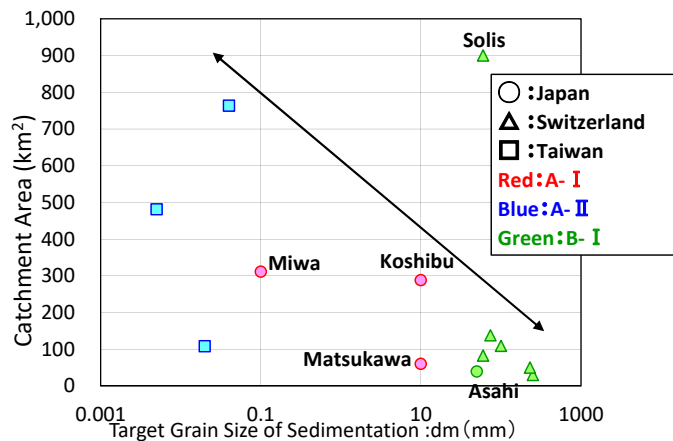 1,000
900
800
700
600
500
400
300
200
100
0
Catchment Area (km²)
Solis
○:Japan
△:Switzerland
□:Taiwan
Red:A- Ⅰ
Blue:A- Ⅱ
Green:B- Ⅰ
Miwa
Koshibu
Matsukawa
Asahi
0.001
0.1
10
1000
Target Grain Size of Sedimentation :dm(mm)